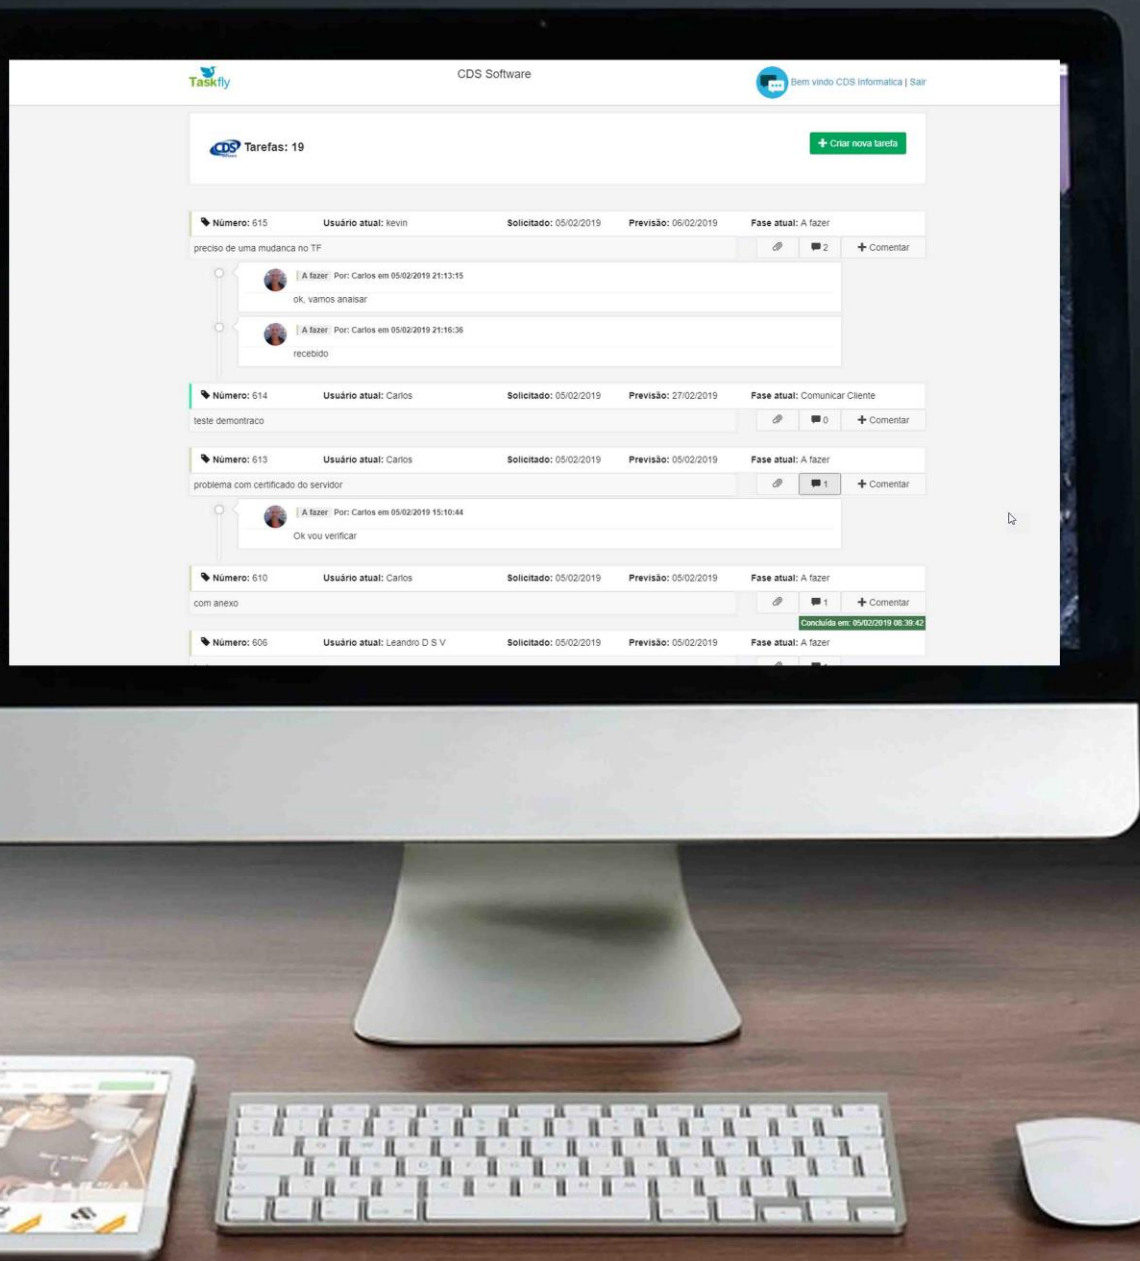 Taskfly
CDS Software
Bem vindo CDS Informatica | Sair
CDS Tarefas: 19
+ Criar nova tarefa
Número: 615 Usuário atual: kevin Solicitado: 05/02/2019 Previsão: 06/02/2019 Fase atual: A fazer
preciso de uma mudanca no TF 2 + Comentar
A fazer Por: Carlos em 05/02/2019 21:13:15
ok, vamos anaisar
A fazer Por: Carlos em 05/02/2019 21:16:36
recebido
Número: 614 Usuário atual: Carlos Solicitado: 05/02/2019 Previsão: 27/02/2019 Fase atual: Comunicar Cliente
teste demontraco 0 + Comentar
Número: 613 Usuário atual: Carlos Solicitado: 05/02/2019 Previsão: 05/02/2019 Fase atual: A fazer
problema com certificado do servidor 1 + Comentar
A fazer Por: Carlos em 05/02/2019 15:10:44
Ok vou verificar
Número: 610 Usuário atual: Carlos Solicitado: 05/02/2019 Previsão: 05/02/2019 Fase atual: A fazer
com anexo 1 + Comentar
Concluída em: 05/02/2019 08:39:42
Número: 606 Usuário atual: Leandro D S V Solicitado: 05/02/2019 Previsão: 05/02/2019 Fase atual: A fazer